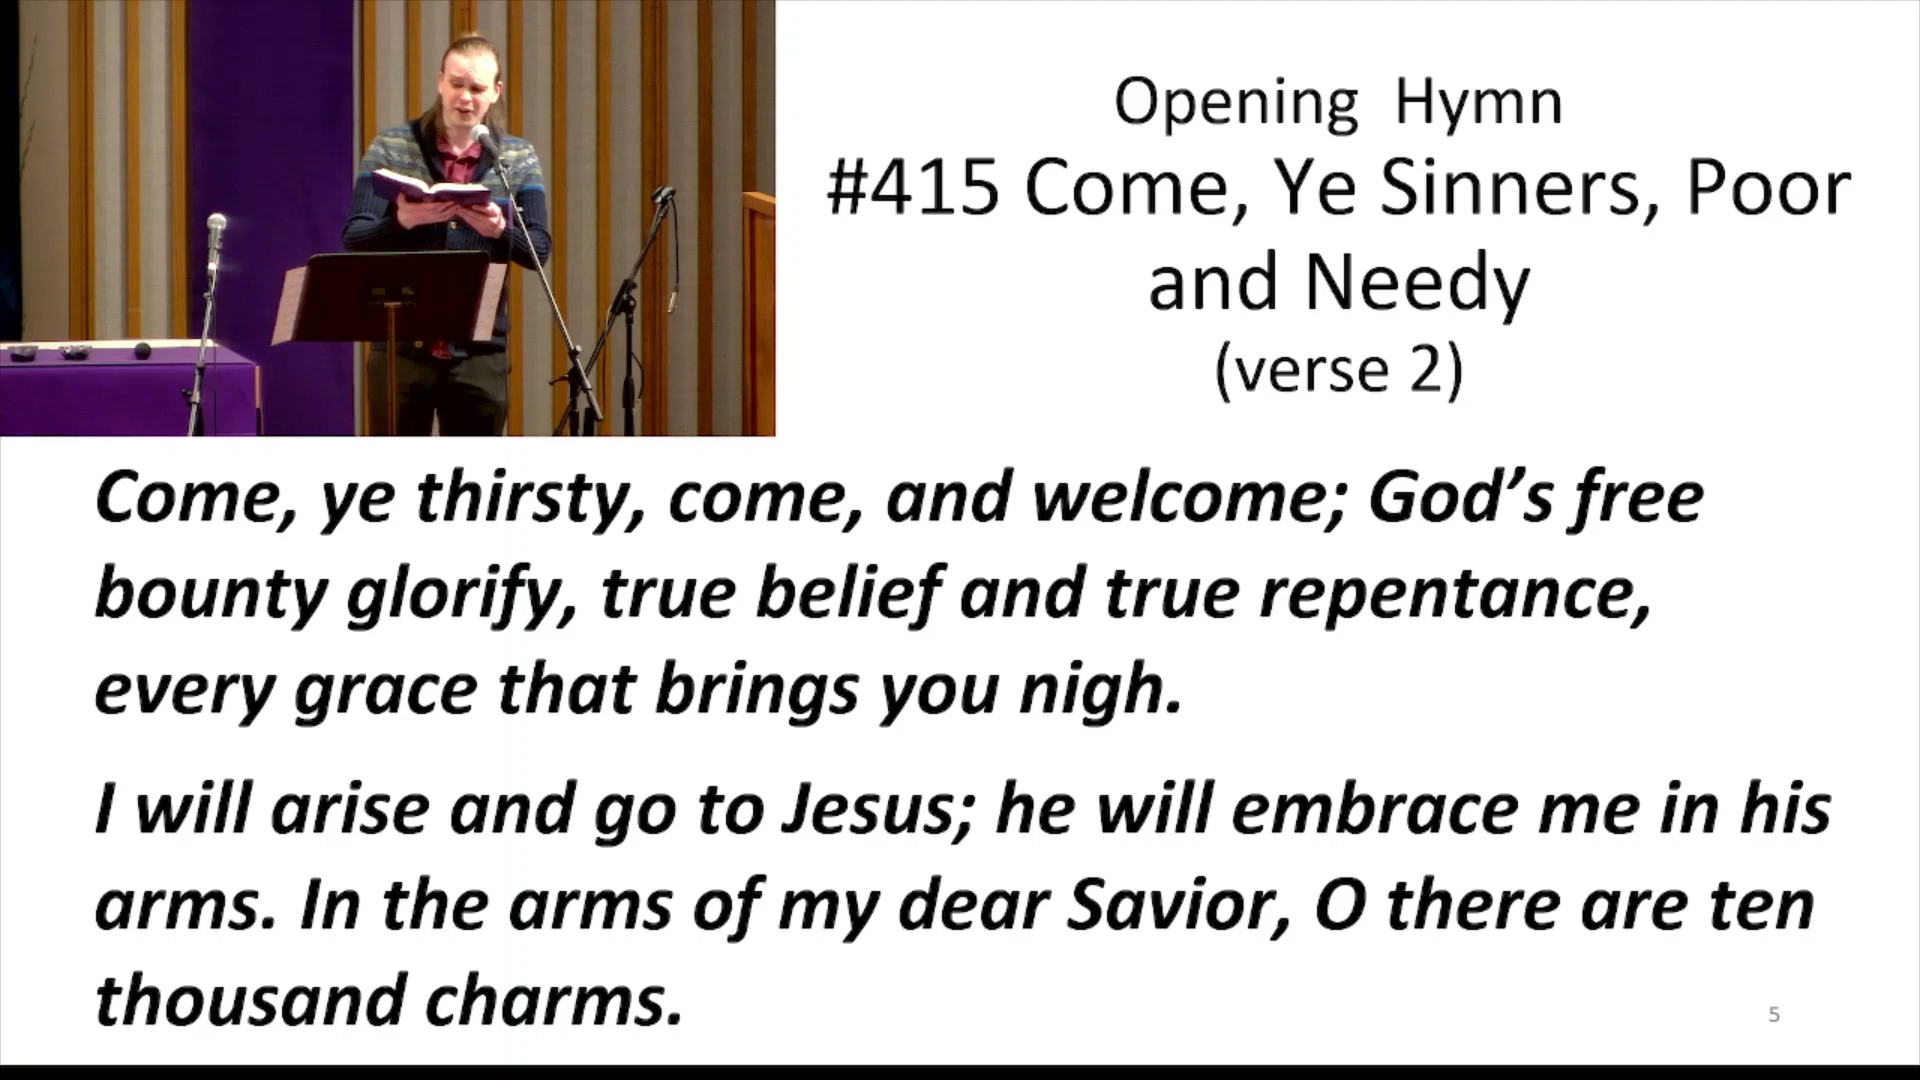 Opening Hymn
#415 Come, Ye Sinners, Poor
and Needy
(verse 2)
Come, ye thirsty, come, and welcome; God’s free
bounty glorify, true belief and true repentance,
every grace that brings you nigh.
I will arise and go to Jesus; he will embrace me in his
arms. In the arms of my dear Savior, O there are ten
thousand charms.
5